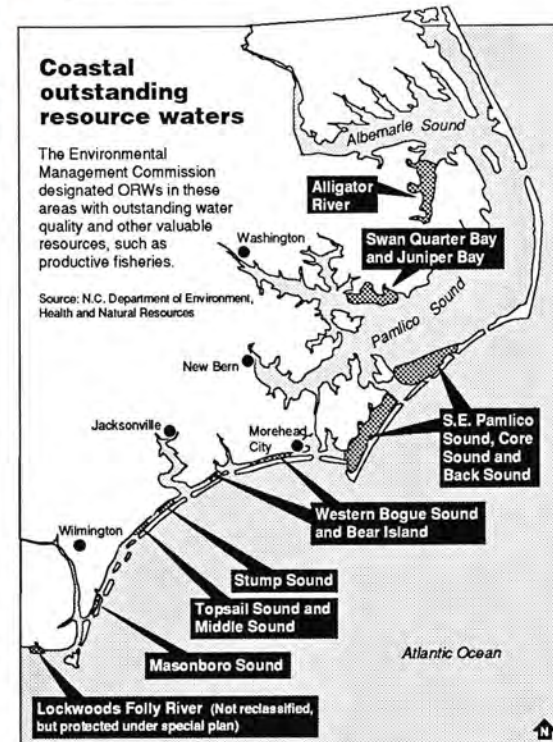 Coastal
outstanding
resource waters
The Environmental
Management Commission
designated ORWs in these
areas with outstanding water
quality and other valuable
resources, such as
productive fisheries.
Source: N.C. Department of Environment,
Health and Natural Resources
Albemarle Sound
Alligator
River
Washington
Swan Quarter Bay
and Juniper Bay
Pamlico Sound
New Bern
Jacksonville
Morehead
City
S.E. Pamlico
Sound, Core
Sound and
Back Sound
Western Bogue Sound
and Bear Island
Wilmington
Stump Sound
Topsail Sound and
Middle Sound
Masonboro Sound
Atlantic Ocean
Lockwoods Folly River (Not reclassified,
but protected under special plan)
N